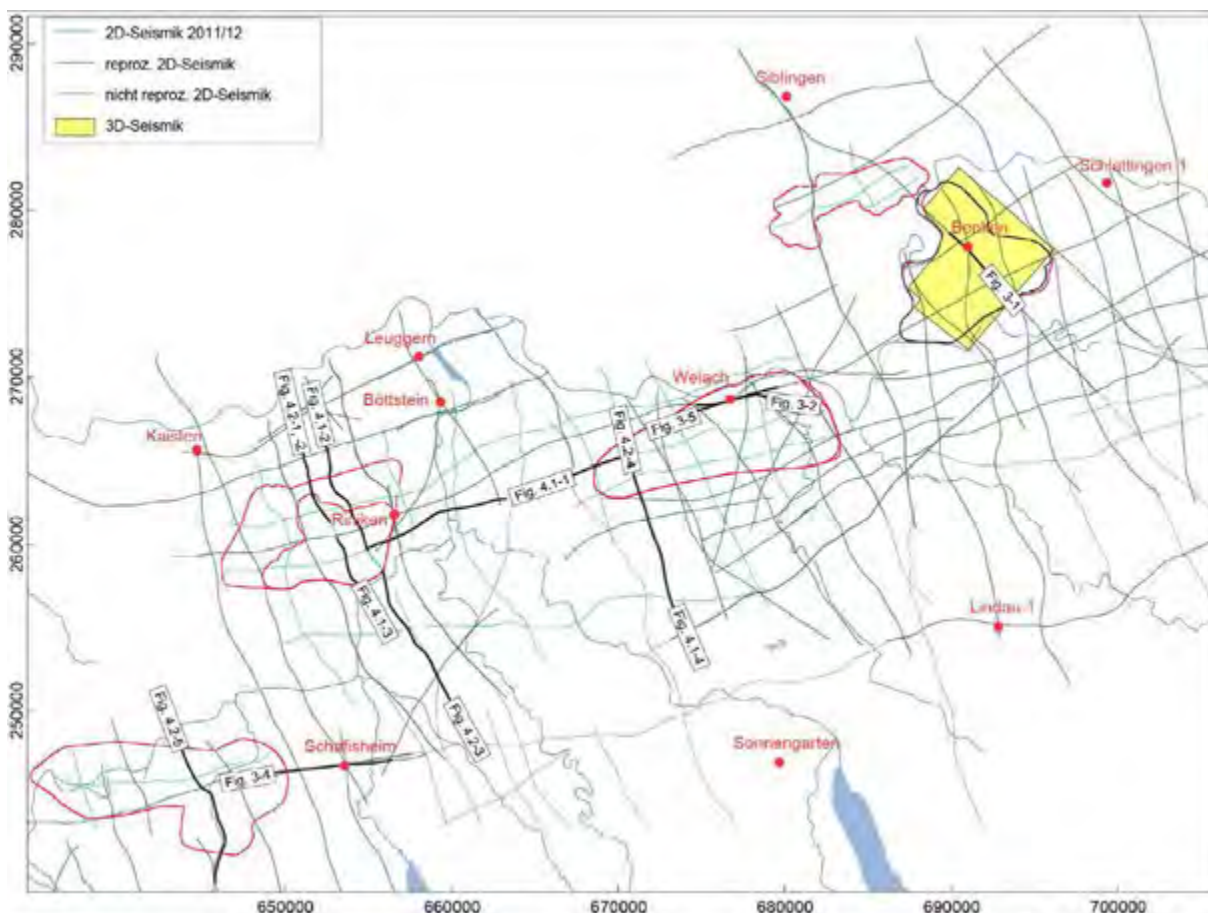 2D-Seismik 2011/12
reproz. 2D-Seismik
nicht reproz. 2D-Seismik
3D-Seismik
290000
280000
270000
260000
250000
Siblingen
Schlattingen 1
Benken
Fig. 3-1
Leuggern
Böttstein
Weiach
Fig. 3-2
Fig. 3-5
Fig. 4.2-1, -2
Fig. 4.1-2
Kaisten
Fig. 4.2-4
Fig. 4.1-1
Riniken
Fig. 4.1-3
Fig. 4.1-4
Lindau 1
Fig. 4.2-5
Fig. 4.2-3
Schafisheim
Fig. 3-4
Sonnengarten
650000
660000
670000
680000
690000
700000